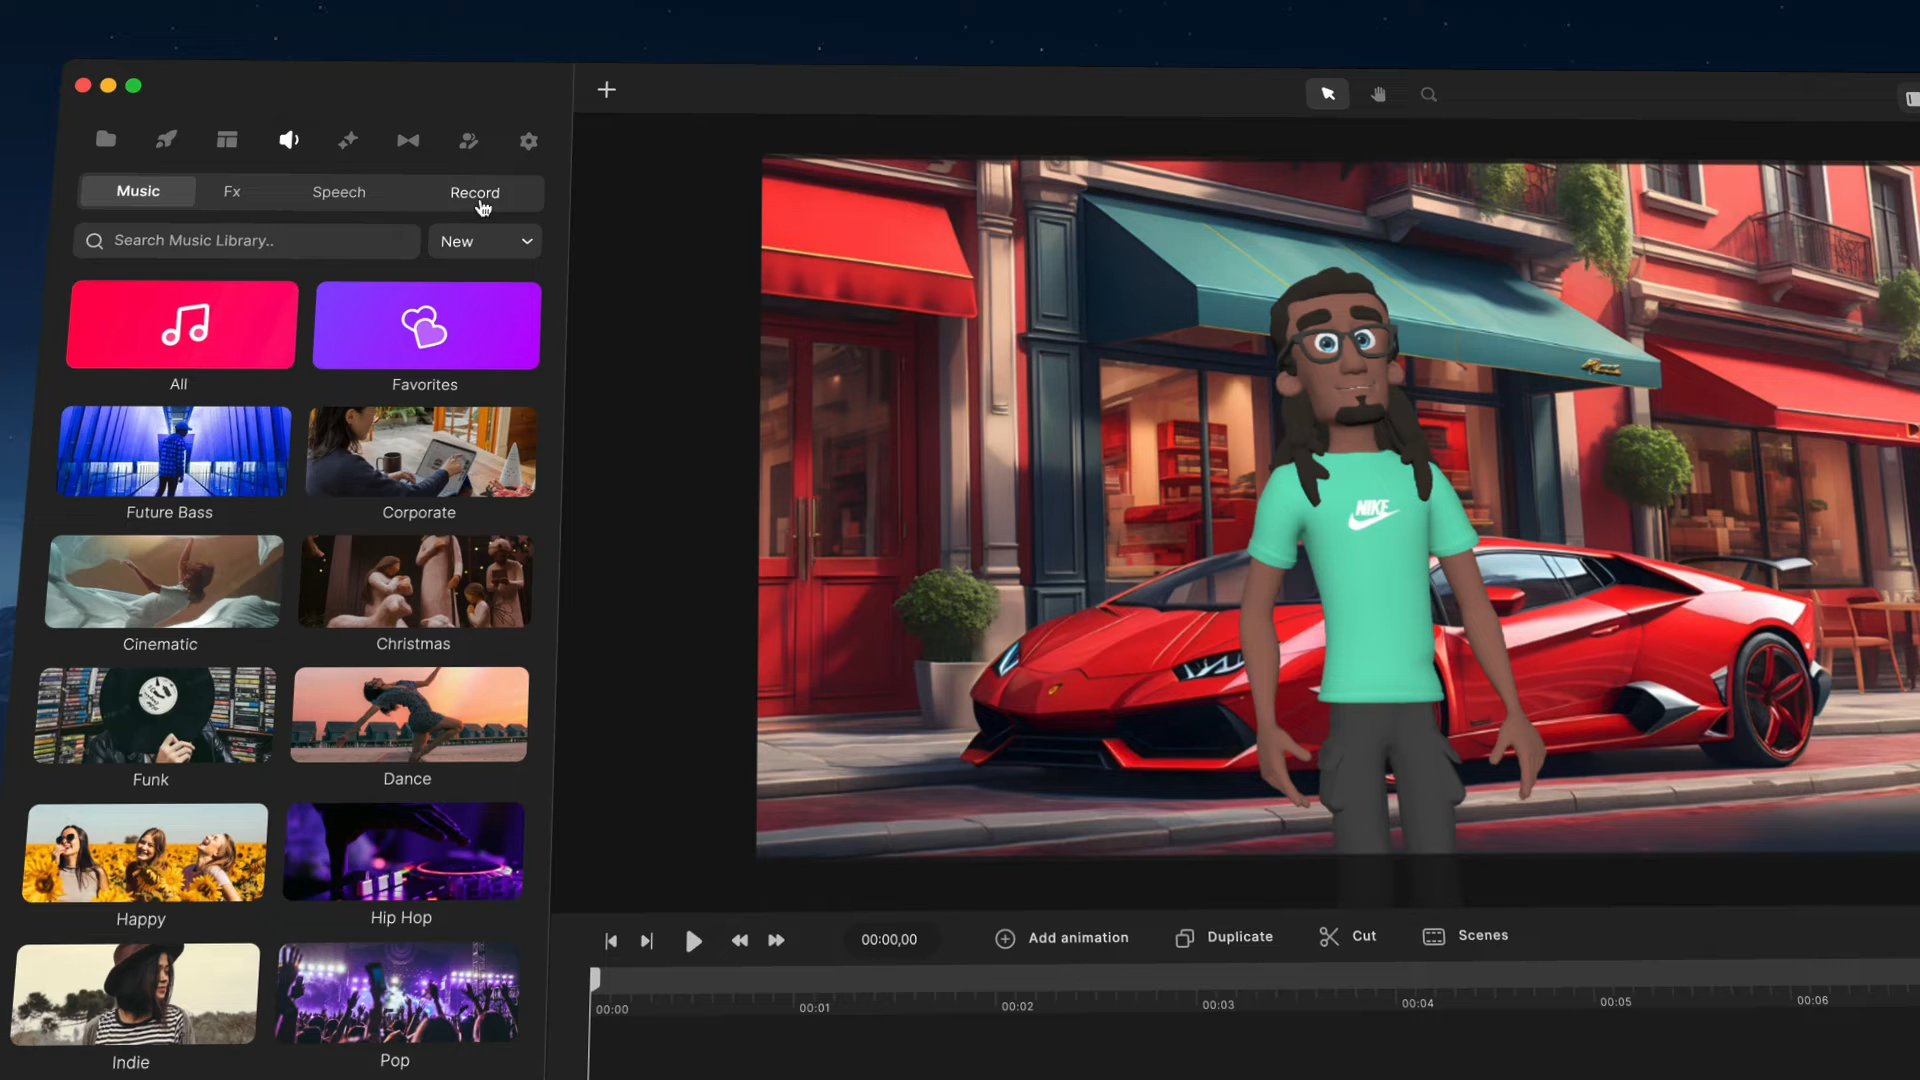 Music
Fx
Speech
Record
Search Music Library..
New
All
Favorites
Future Bass
Corporate
Cinematic
Christmas
Funk
Dance
Happy
Hip Hop
Indie
Pop
NIKE
00:00,00
Add animation
Duplicate
Cut
Scenes
00:00
00:01
00:02
00:03
00:04
00:05
00:06